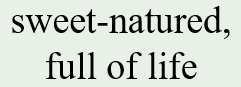 sweet-natured,
full of life